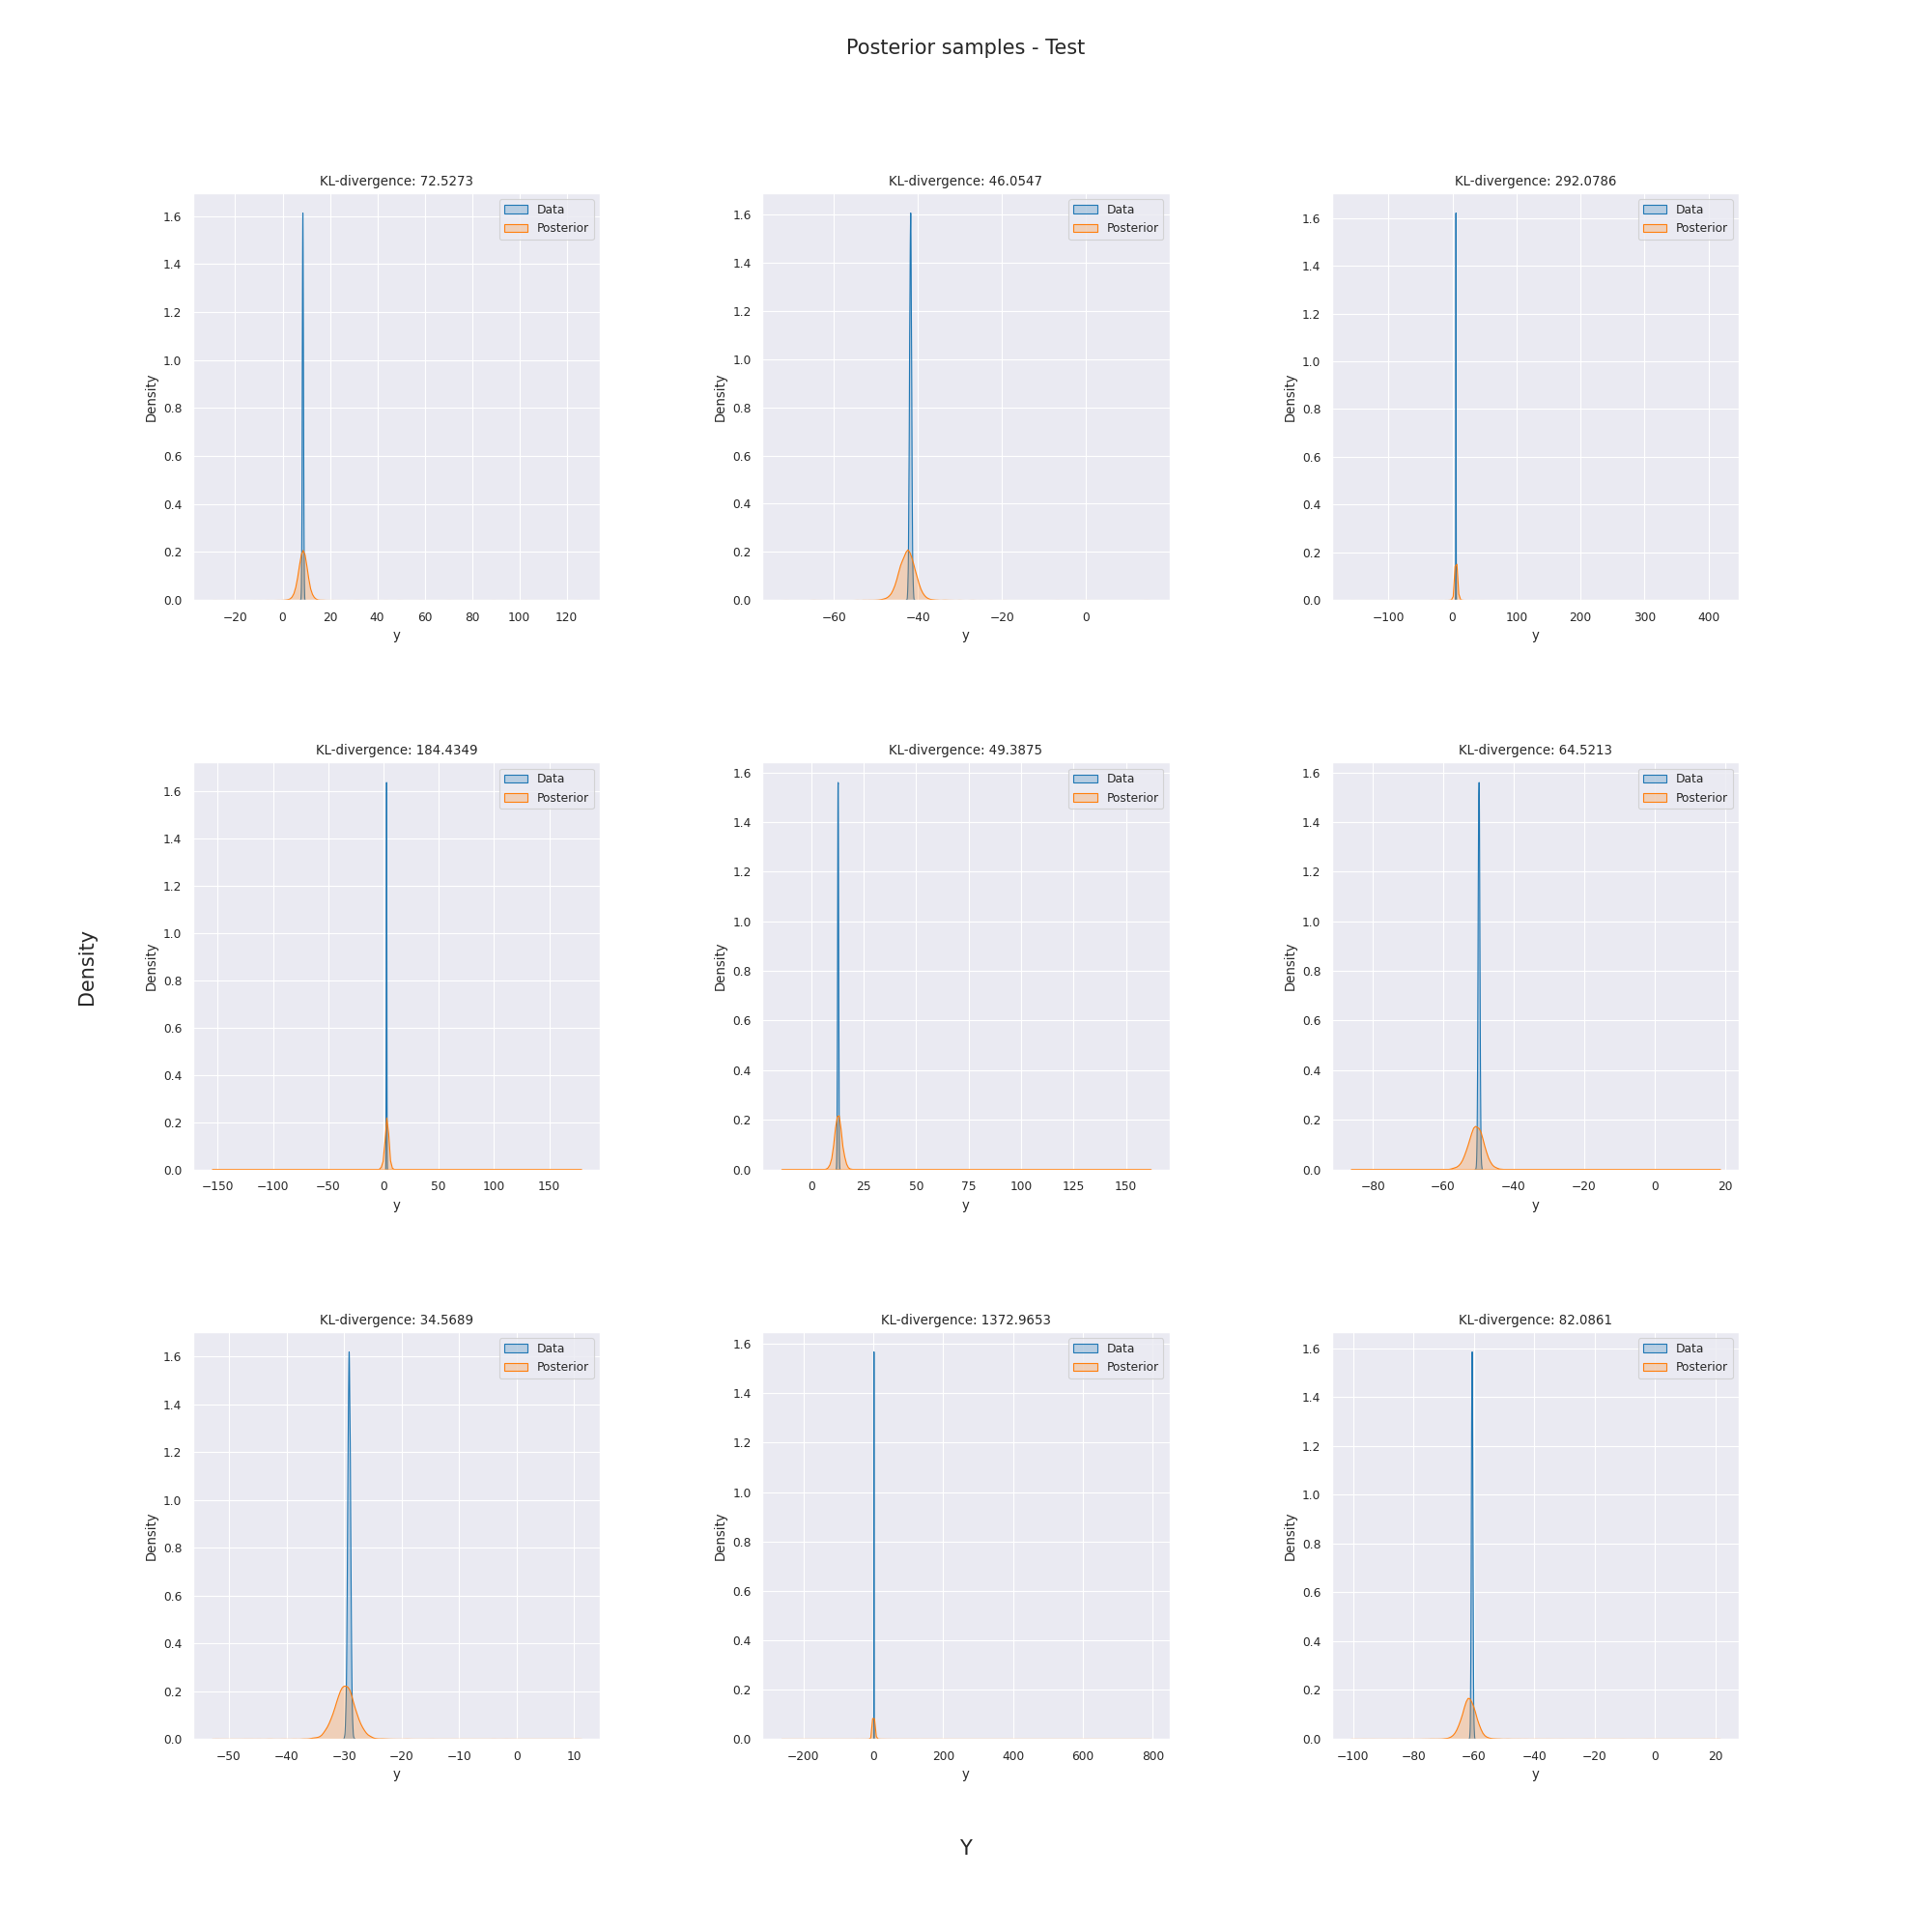 Posterior samples - Test
KL-divergence: 72.5273
Data
Posterior
1.6
1.4
1.2
1.0
0.8
0.6
0.4
0.2
0.0
Density
−20 0 20 40 60 80 100 120
y
KL-divergence: 46.0547
Data
Posterior
1.6
1.4
1.2
1.0
0.8
0.6
0.4
0.2
0.0
Density
−60 −40 −20 0
y
KL-divergence: 292.0786
Data
Posterior
1.6
1.4
1.2
1.0
0.8
0.6
0.4
0.2
0.0
Density
−100 0 100 200 300 400
y
Density
KL-divergence: 184.4349
Data
Posterior
1.6
1.4
1.2
1.0
0.8
0.6
0.4
0.2
0.0
Density
−150 −100 −50 0 50 100 150
y
KL-divergence: 49.3875
Data
Posterior
1.6
1.4
1.2
1.0
0.8
0.6
0.4
0.2
0.0
Density
0 25 50 75 100 125 150
y
KL-divergence: 64.5213
Data
Posterior
1.6
1.4
1.2
1.0
0.8
0.6
0.4
0.2
0.0
Density
−80 −60 −40 −20 0 20
y
KL-divergence: 34.5689
Data
Posterior
1.6
1.4
1.2
1.0
0.8
0.6
0.4
0.2
0.0
Density
−50 −40 −30 −20 −10 0 10
y
KL-divergence: 1372.9653
Data
Posterior
1.6
1.4
1.2
1.0
0.8
0.6
0.4
0.2
0.0
Density
−200 0 200 400 600 800
y
KL-divergence: 82.0861
Data
Posterior
1.6
1.4
1.2
1.0
0.8
0.6
0.4
0.2
0.0
Density
−100 −80 −60 −40 −20 0 20
y
Y